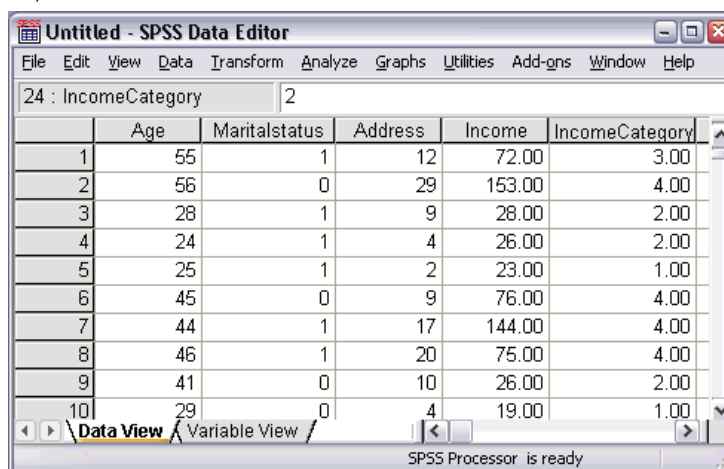 Untitled - SPSS Data Editor
File Edit View Data Transform Analyze Graphs Utilities Add-ons Window Help
24 : IncomeCategory 2
Age Maritalstatus Address Income IncomeCategory
1 55 1 12 72.00 3.00
2 56 0 29 153.00 4.00
3 28 1 9 28.00 2.00
4 24 1 4 26.00 2.00
5 25 1 2 23.00 1.00
6 45 0 9 76.00 4.00
7 44 1 17 144.00 4.00
8 46 1 20 75.00 4.00
9 41 0 10 26.00 2.00
10 29 0 4 19.00 1.00
Data View Variable View
SPSS Processor is ready